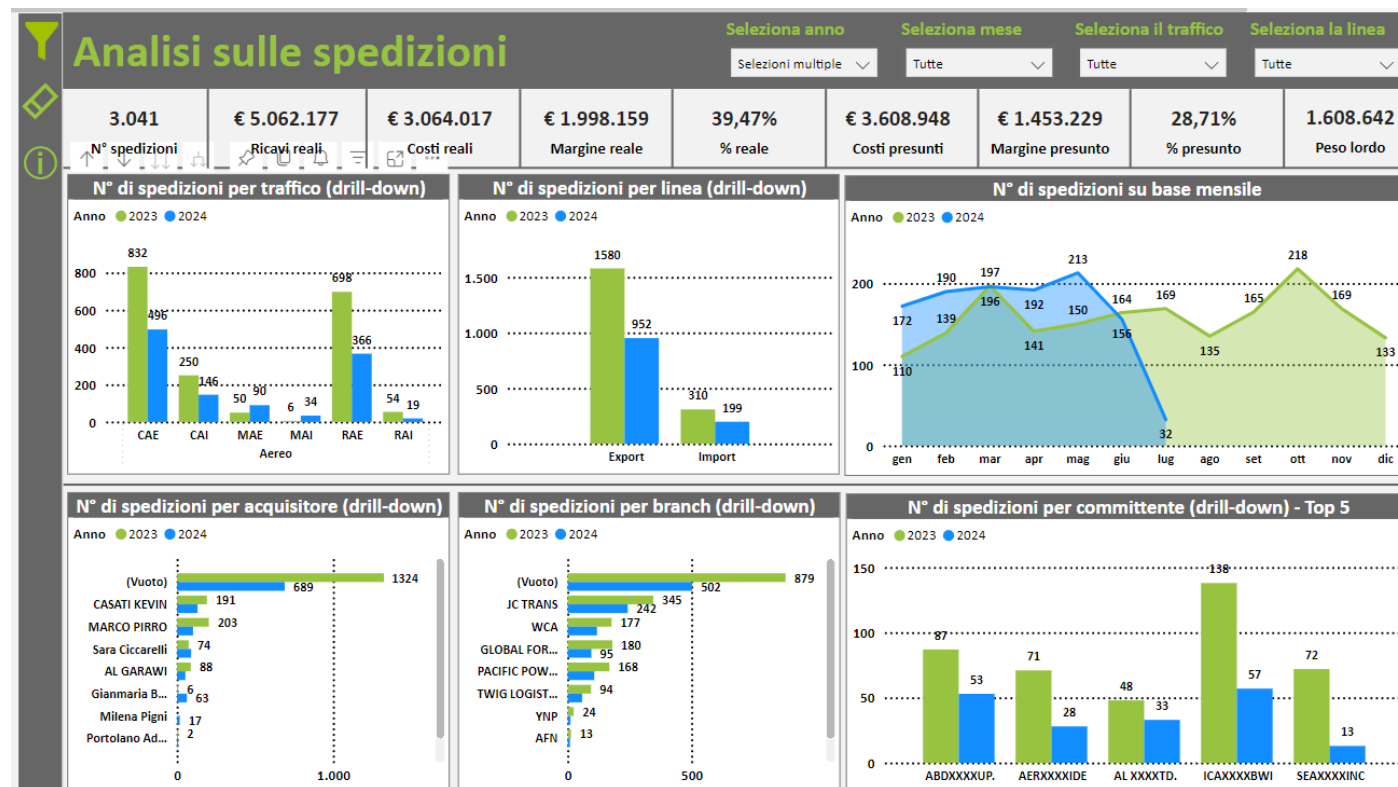 Analisi sulle spedizioni
Seleziona anno
Selezioni multiple
Seleziona mese
Tutte
Seleziona il traffico
Tutte
Seleziona la linea
Tutte
3.041
N° spedizioni
€ 5.062.177
Ricavi reali
€ 3.064.017
Costi reali
€ 1.998.159
Margine reale
39,47%
% reale
€ 3.608.948
Costi presunti
€ 1.453.229
Margine presunto
28,71%
% presunto
1.608.642
Peso lordo
N° di spedizioni per traffico (drill-down)
Anno 2023 2024
800
600
400
200
0
832
496
250
146
50
90
6
34
698
366
54
19
CAE
CAI
MAE
MAI
RAE
RAI
Aereo
N° di spedizioni per linea (drill-down)
Anno 2023 2024
1.500
1.000
500
0
1580
952
310
199
Export
Import
N° di spedizioni su base mensile
Anno 2023 2024
200
100
0
172
190
197
192
213
156
32
110
139
196
141
150
164
169
135
165
218
169
133
gen
feb
mar
apr
mag
giu
lug
ago
set
ott
nov
dic
N° di spedizioni per acquisitore (drill-down)
Anno 2023 2024
(Vuoto)
1324
689
CASATI KEVIN
191
MARCO PIRRO
203
Sara Ciccarelli
74
AL GARAWI
88
Gianmaria B...
6
63
Milena Pigni
17
Portolano Ad...
2
0
1.000
N° di spedizioni per branch (drill-down)
Anno 2023 2024
(Vuoto)
879
502
JC TRANS
345
242
WCA
177
GLOBAL FOR...
180
95
PACIFIC POW...
168
TWIG LOGIST...
94
YNP
24
AFN
13
0
500
N° di spedizioni per committente (drill-down) - Top 5
Anno 2023 2024
150
100
50
0
87
53
71
28
48
33
138
57
72
13
ABDXXXXUP.
AERXXXXIDE
AL XXXXTD.
ICAXXXXBWI
SEAXXXXINC